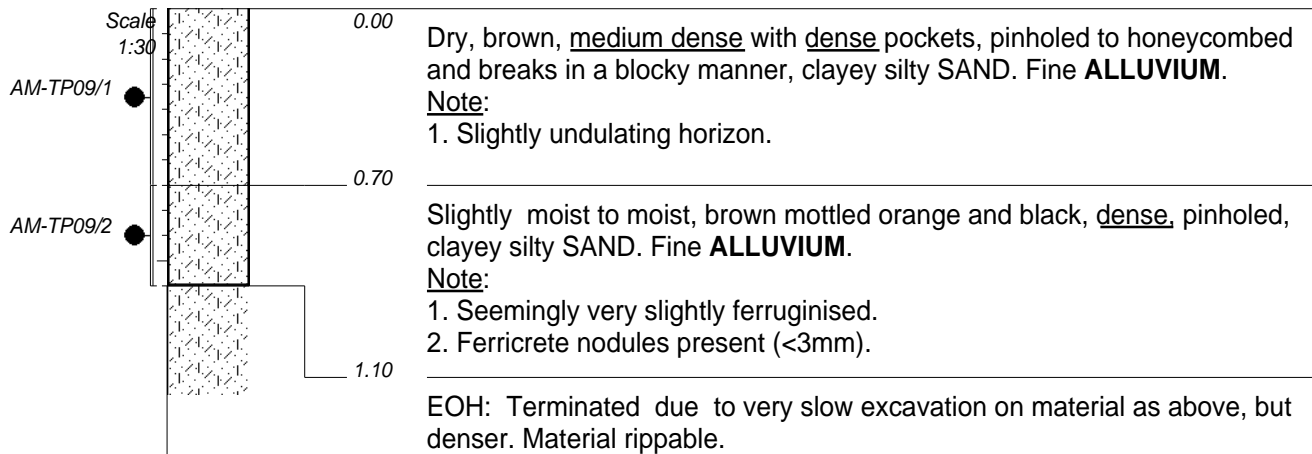 Scale
1:30
0.00
Dry, brown, medium dense with dense pockets, pinholed to honeycombed
and breaks in a blocky manner, clayey silty SAND. Fine ALLUVIUM.
AM-TP09/1
Note:
1. Slightly undulating horizon.
0.70
Slightly moist to moist, brown mottled orange and black, dense, pinholed,
AM-TP09/2
clayey silty SAND. Fine ALLUVIUM.
Note:
1. Seemingly very slightly ferruginised.
2. Ferricrete nodules present (<3mm).
1.10
EOH: Terminated due to very slow excavation on material as above, but
denser. Material rippable.